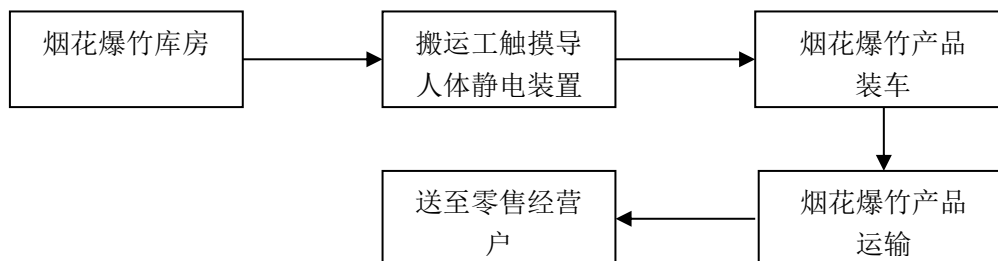 烟花爆竹库房
搬运工触摸导
人体静电装置
烟花爆竹产品
装车
烟花爆竹产品
运输
送至零售经营
户